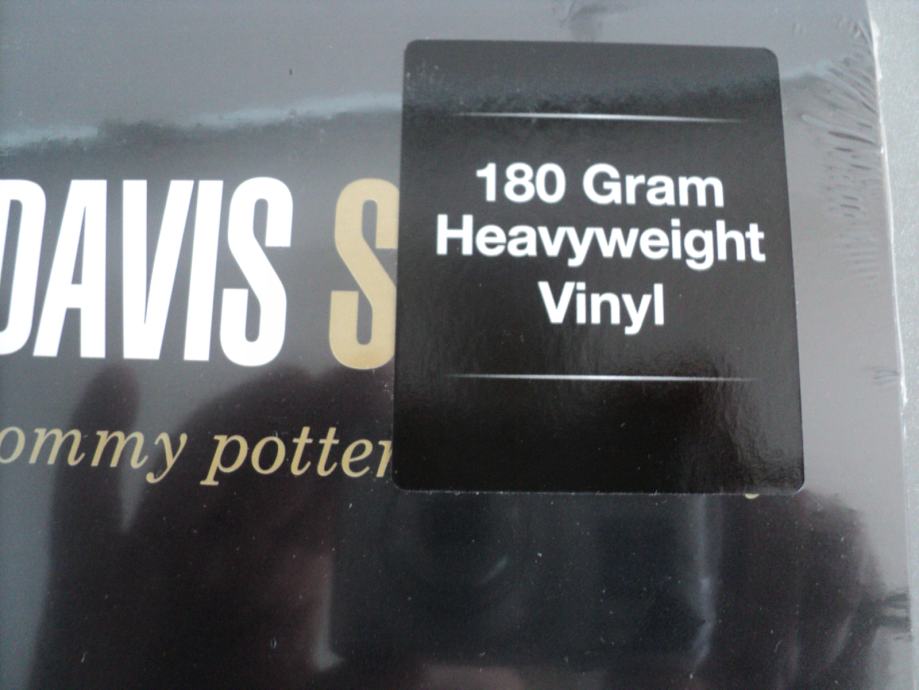 DAVIS S
ommy potter
180 Gram
Heavyweight
Vinyl